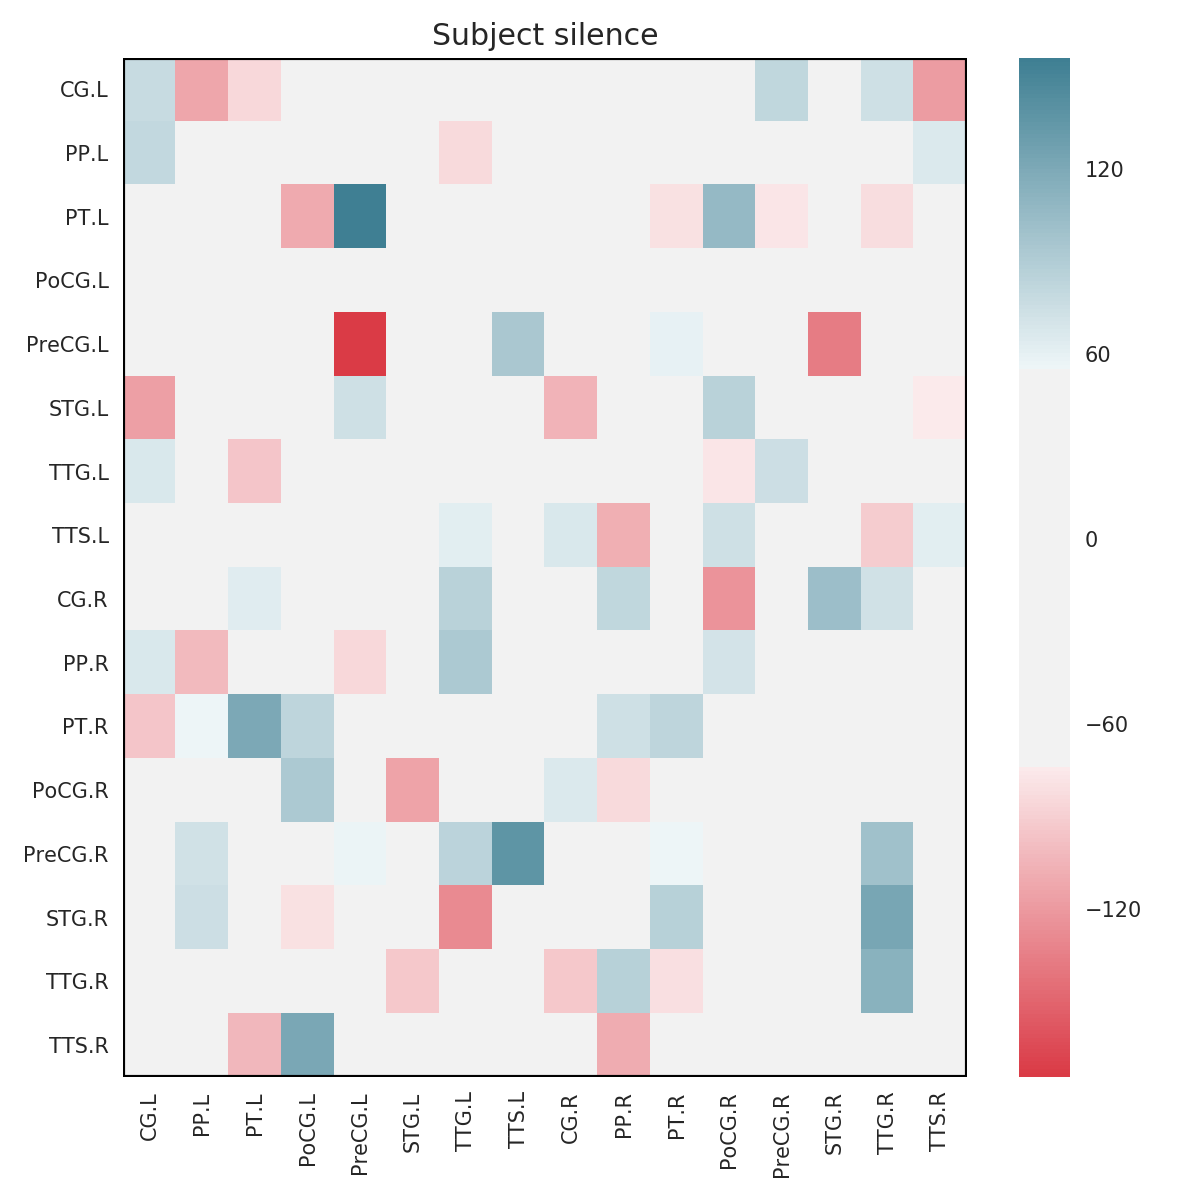 Subject silence
CG.L
PP.L
PT.L
PoCG.L
PreCG.L
STG.L
TTG.L
TTS.L
CG.R
PP.R
PT.R
PoCG.R
PreCG.R
STG.R
TTG.R
TTS.R
CG.L
PP.L
PT.L
PoCG.L
PreCG.L
STG.L
TTG.L
TTS.L
CG.R
PP.R
PT.R
PoCG.R
PreCG.R
STG.R
TTG.R
TTS.R
120
60
0
−60
−120